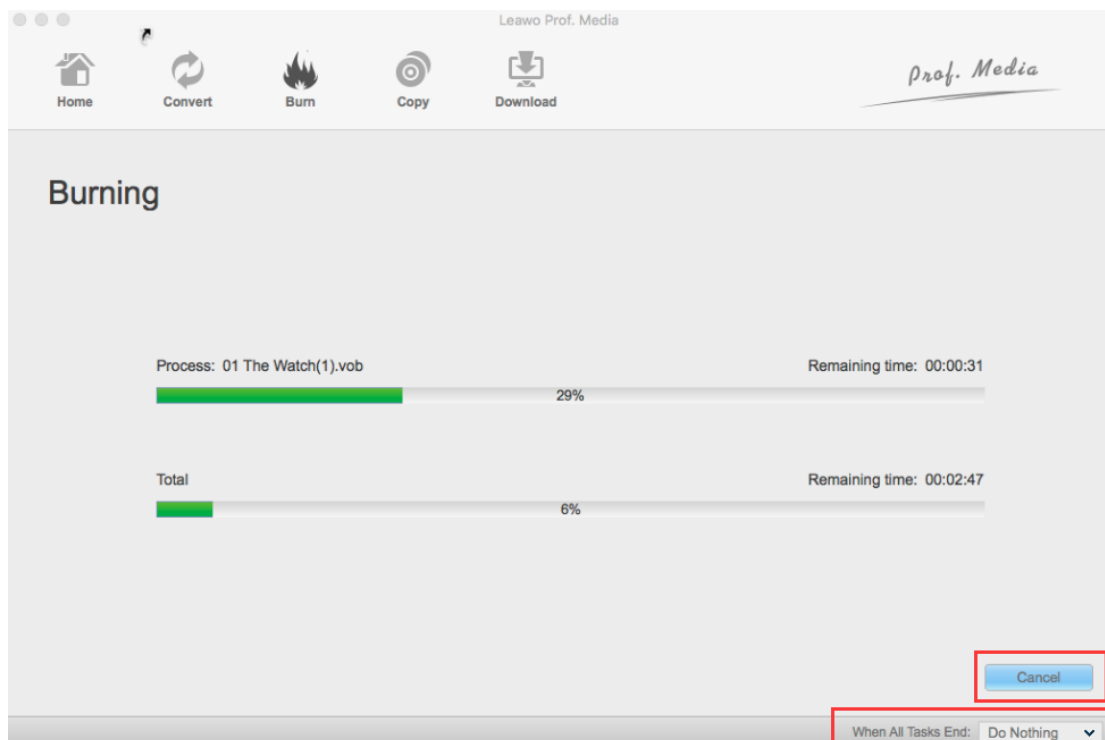 Leawo Prof. Media
Home Convert Burn Copy Download
Prof. Media
Burning
Process: 01 The Watch(1).vob Remaining time: 00:00:31
29%
Total Remaining time: 00:02:47
6%
Cancel
When All Tasks End: Do Nothing